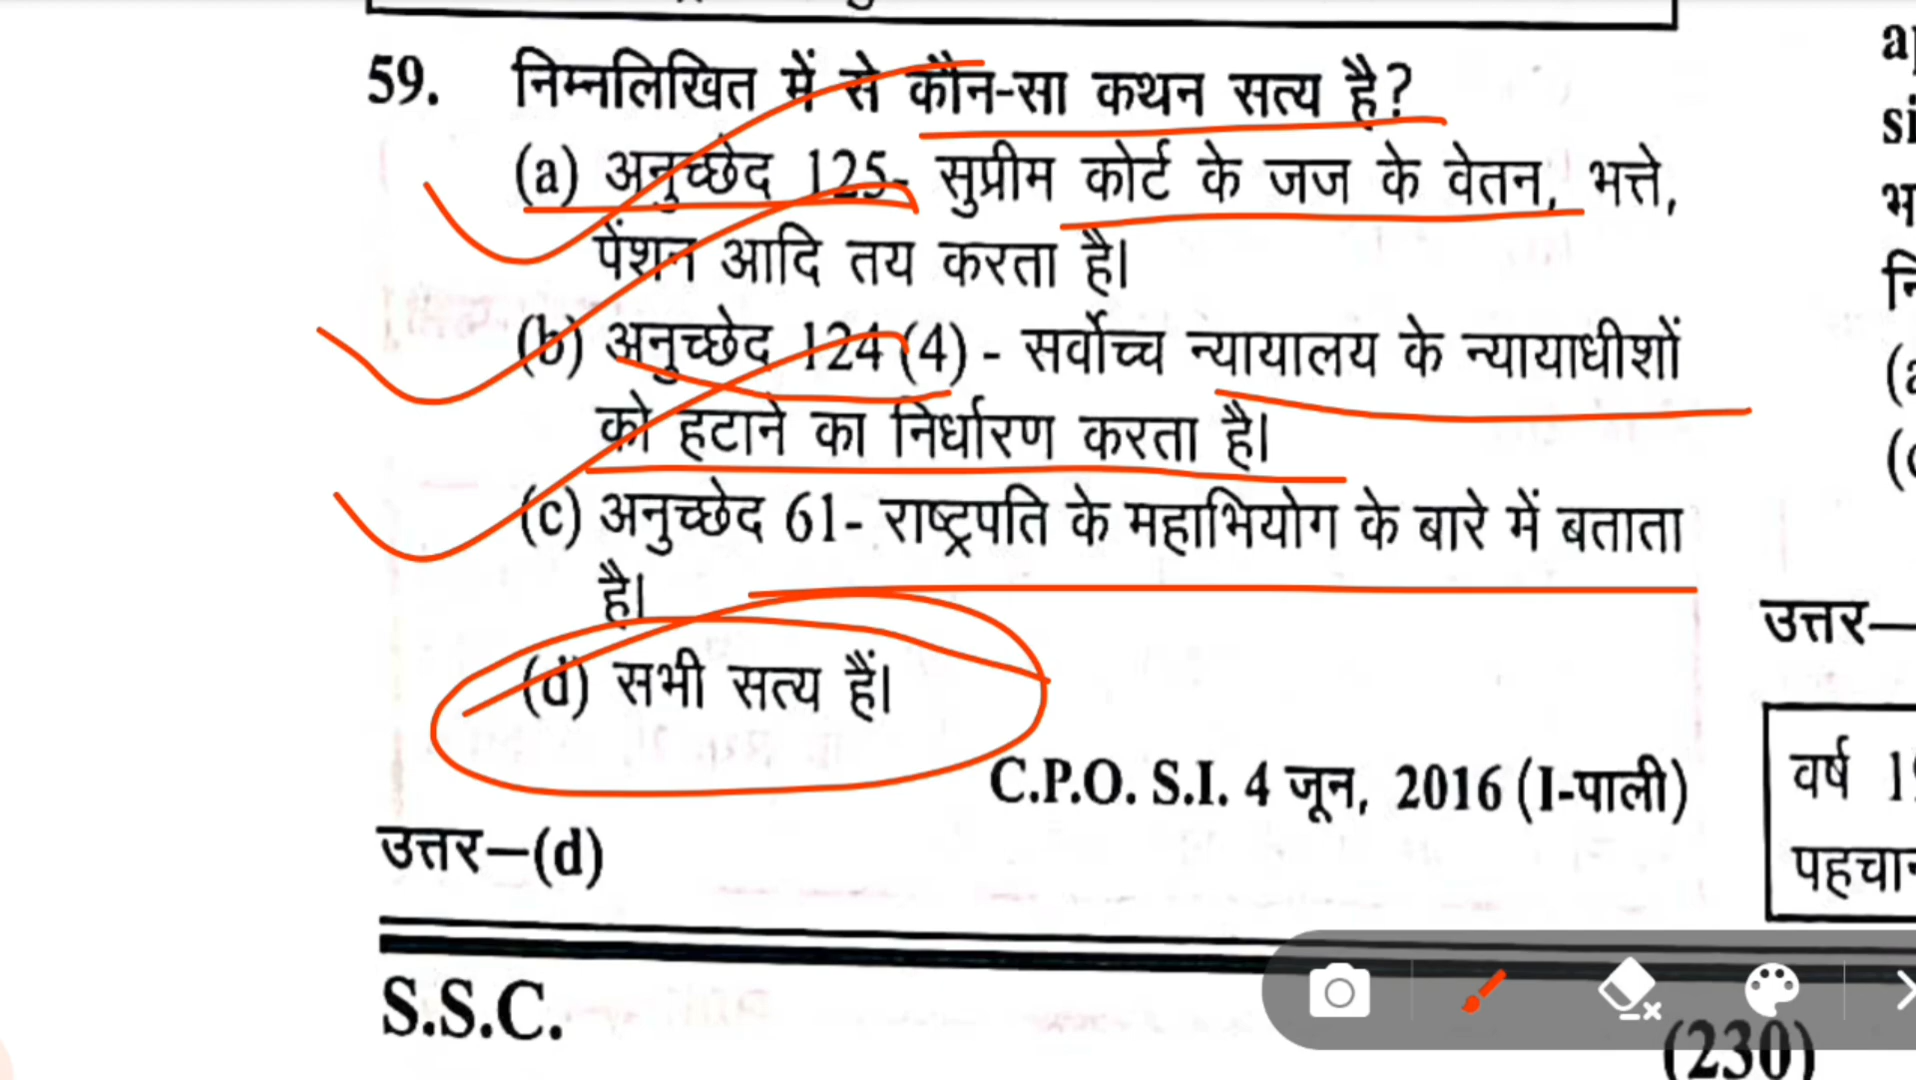 59. निम्नलिखित में से कौन-सा कथन सत्य है?
(a) अनुच्छेद 125- सुप्रीम कोर्ट के जज के वेतन, भत्ते,
पेंशन आदि तय करता है।
(b) अनुच्छेद 124 (4) - सर्वोच्च न्यायालय के न्यायाधीशों
को हटाने का निर्धारण करता है।
(c) अनुच्छेद 61- राष्ट्रपति के महाभियोग के बारे में बताता
है।
(d) सभी सत्य हैं।
C.P.O. S.I. 4 जून, 2016 (I-पाली)
उत्तर–(d)
S.S.C.
(230)
उत्तर–
वर्ष